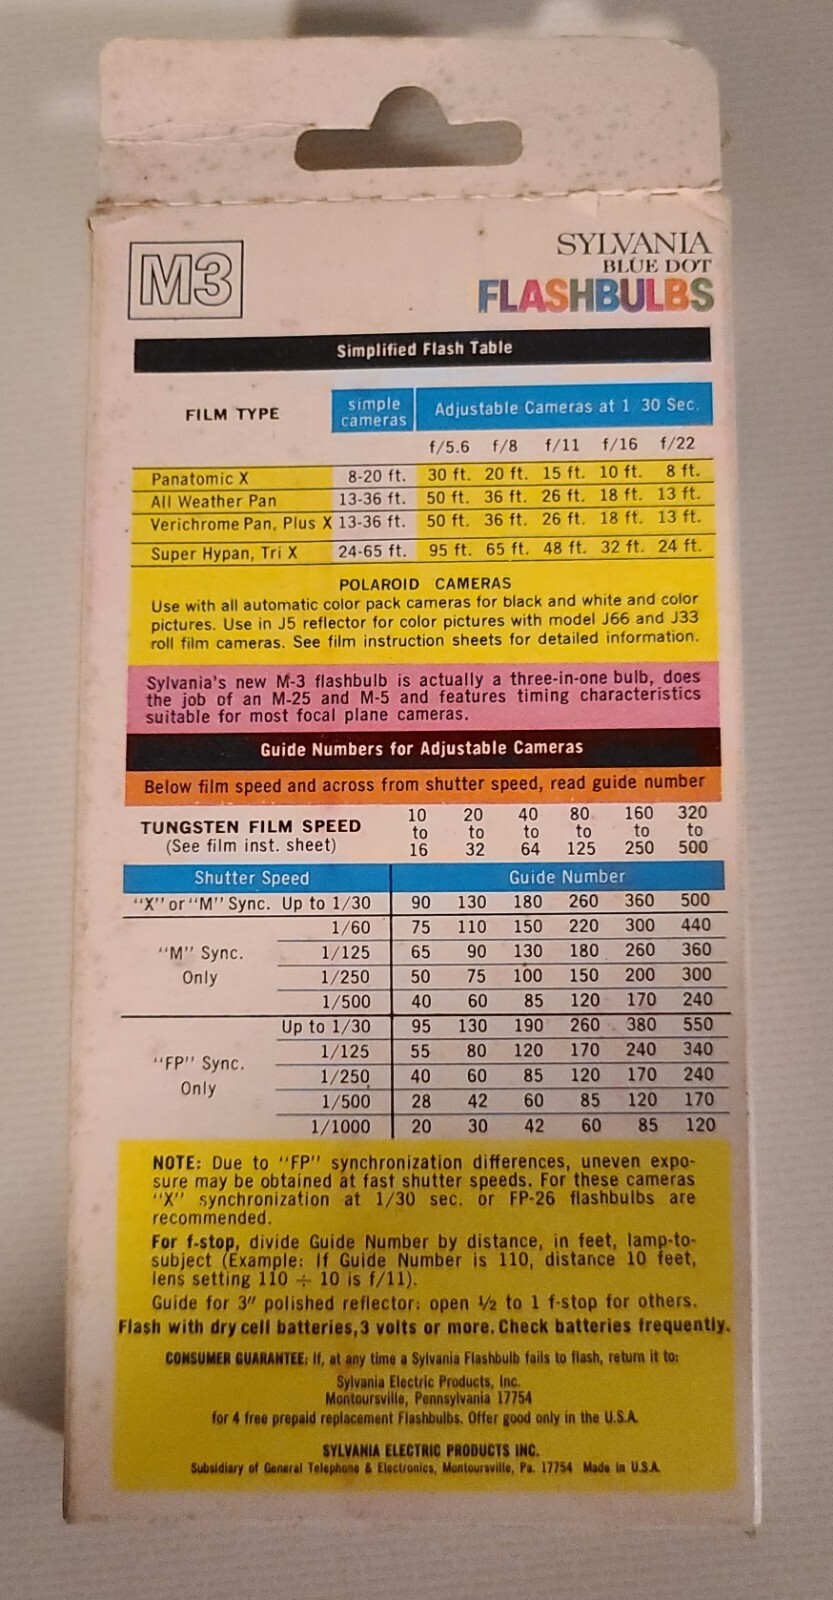 M3
SYLVANIA
BLUE DOT
FLASHBULBS
Simplified Flash Table
FILM TYPE simple cameras Adjustable Cameras at 1/30 Sec.
f/5.6 f/8 f/11 f/16 f/22
Panatomic X 8-20 ft. 30 ft. 20 ft. 15 ft. 10 ft. 8 ft.
All Weather Pan 13-36 ft. 50 ft. 36 ft. 26 ft. 18 ft. 13 ft.
Verichrome Pan, Plus X 13-36 ft. 50 ft. 36 ft. 26 ft. 18 ft. 13 ft.
Super Hypan, Tri X 24-65 ft. 95 ft. 65 ft. 48 ft. 32 ft. 24 ft.
POLAROID CAMERAS
Use with all automatic color pack cameras for black and white and color
pictures. Use in J5 reflector for color pictures with model J66 and J33
roll film cameras. See film instruction sheets for detailed information.
Sylvania's new M-3 flashbulb is actually a three-in-one bulb, does
the job of an M-25 and M-5 and features timing characteristics
suitable for most focal plane cameras.
Guide Numbers for Adjustable Cameras
Below film speed and across from shutter speed, read guide number
TUNGSTEN FILM SPEED
(See film inst. sheet)
10 20 40 80 160 320
to to to to to to
16 32 64 125 250 500
Shutter Speed Guide Number
"X" or "M" Sync. Up to 1/30 90 130 180 260 360 500
"M" Sync. Only
1/60 75 110 150 220 300 440
1/125 65 90 130 180 260 360
1/250 50 75 100 150 200 300
1/500 40 60 85 120 170 240
"FP" Sync. Only
Up to 1/30 95 130 190 260 380 550
1/125 55 80 120 170 240 340
1/250 40 60 85 120 170 240
1/500 28 42 60 85 120 170
1/1000 20 30 42 60 85 120
NOTE: Due to "FP" synchronization differences, uneven expo-
sure may be obtained at fast shutter speeds. For these cameras
"X" synchronization at 1/30 sec. or FP-26 flashbulbs are
recommended.
For f-stop, divide Guide Number by distance, in feet, lamp-to-
subject (Example: If Guide Number is 110, distance 10 feet,
lens setting 110 ÷ 10 is f/11).
Guide for 3" polished reflector: open ½ to 1 f-stop for others.
Flash with dry cell batteries, 3 volts or more. Check batteries frequently.
CONSUMER GUARANTEE: If, at any time a Sylvania Flashbulb fails to flash, return it to:
Sylvania Electric Products, Inc.
Montoursville, Pennsylvania 17754
for 4 free prepaid replacement Flashbulbs. Offer good only in the U.S.A.
SYLVANIA ELECTRIC PRODUCTS INC.
Subsidiary of General Telephone & Electronics, Montoursville, Pa. 17754 Made in U.S.A.